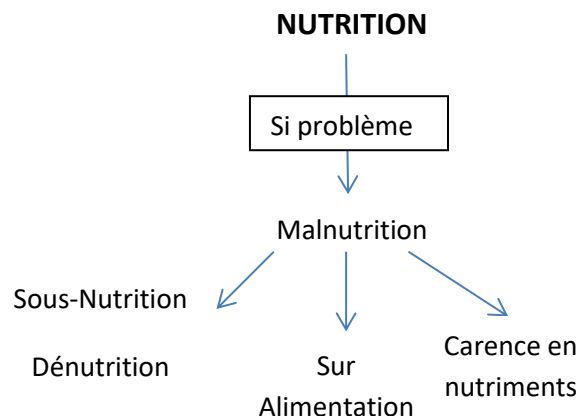 NUTRITION
Si problème
Malnutrition
Sous-Nutrition
Dénutrition
Sur
Alimentation
Carence en
nutriments